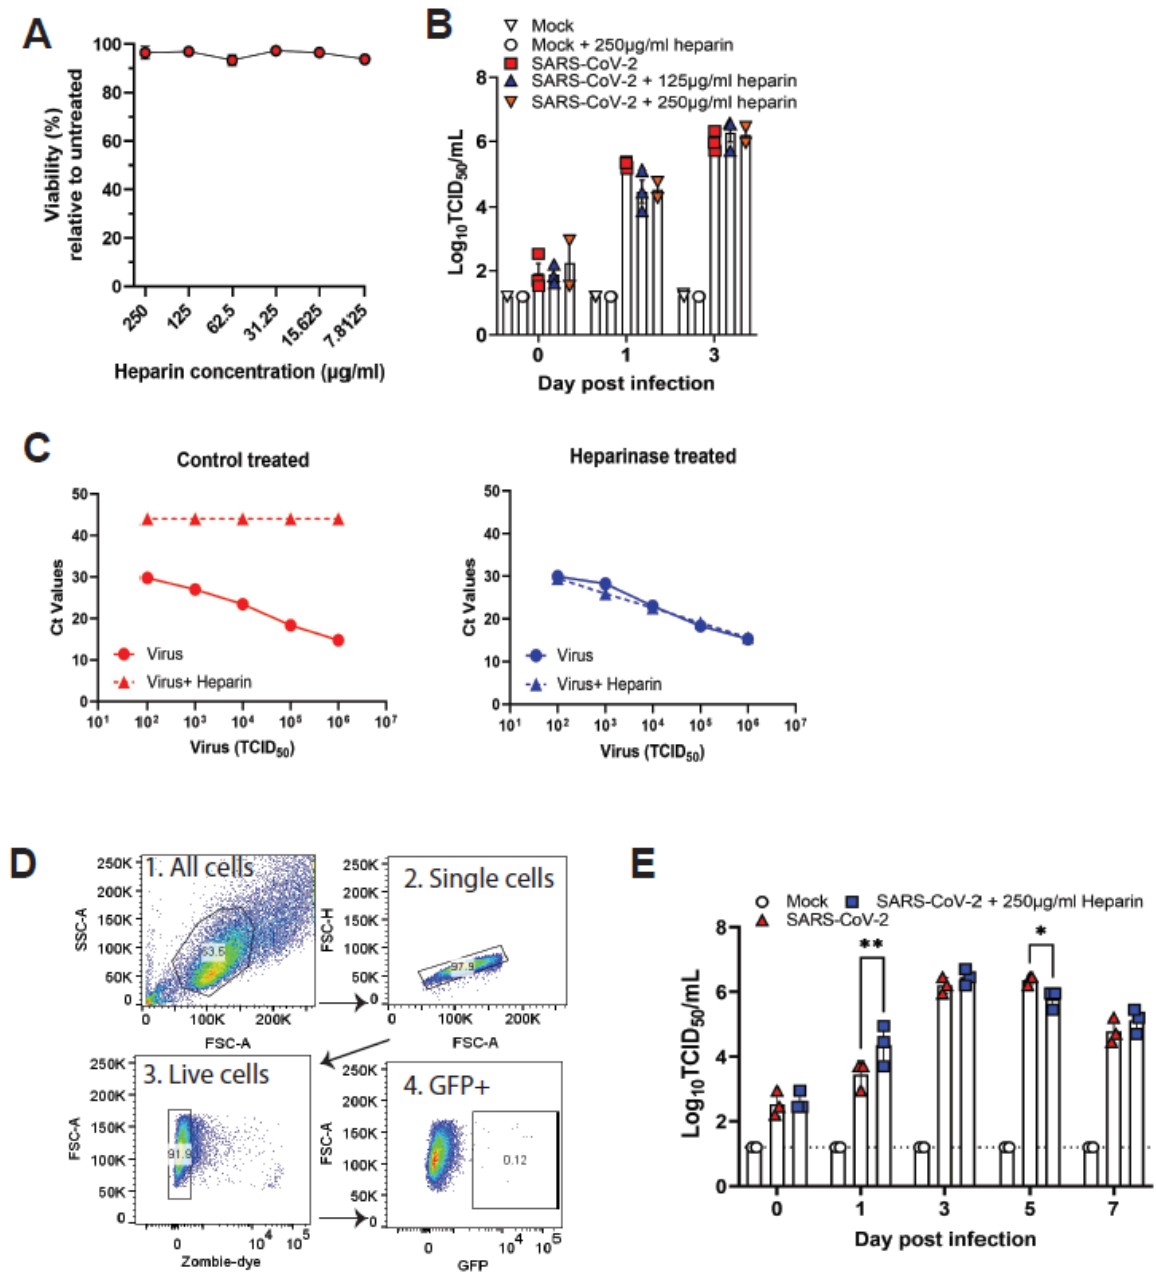 A
100
80
60
40
20
0
Viability (%)
relative to untreated
250
125
62.5
31.25
15.625
7.8125
Heparin concentration (µg/ml)
B
Mock
Mock + 250µg/ml heparin
SARS-CoV-2
SARS-CoV-2 + 125µg/ml heparin
SARS-CoV-2 + 250µg/ml heparin
8
6
4
2
0
Log10TCID50/mL
0
1
3
Day post infection
C
Control treated
50
40
30
20
10
0
Ct Values
Virus
Virus+ Heparin
10¹
10²
10³
10⁴
10⁵
10⁶
10⁷
Virus (TCID50)
Heparinase treated
50
40
30
20
10
0
Ct Values
Virus
Virus+ Heparin
10¹
10²
10³
10⁴
10⁵
10⁶
10⁷
Virus (TCID50)
D
1. All cells
250K
200K
150K
100K
50K
0
SSC-A
63.5
0
100K
200K
FSC-A
2. Single cells
250K
200K
150K
100K
50K
0
FSC-H
97.9
0
100K
200K
FSC-A
3. Live cells
250K
200K
150K
100K
50K
0
FSC-A
91.9
0
10⁴
10⁵
Zombie-dye
4. GFP+
250K
200K
150K
100K
50K
0
FSC-A
0.12
0
10⁴
10⁵
GFP
E
Mock
SARS-CoV-2 + 250µg/ml Heparin
SARS-CoV-2
8
6
4
2
0
Log10TCID50/mL
**
*
0
1
3
5
7
Day post infection